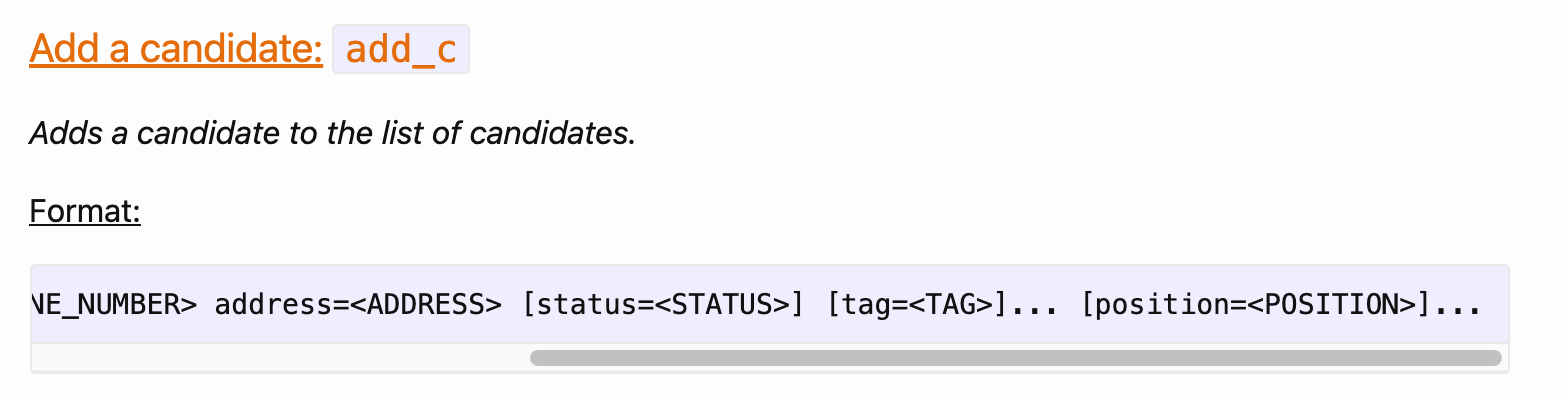 Add a candidate: add_c
Adds a candidate to the list of candidates.
Format:
NE_NUMBER> address=<ADDRESS> [status=<STATUS>] [tag=<TAG>]... [position=<POSITION>]...